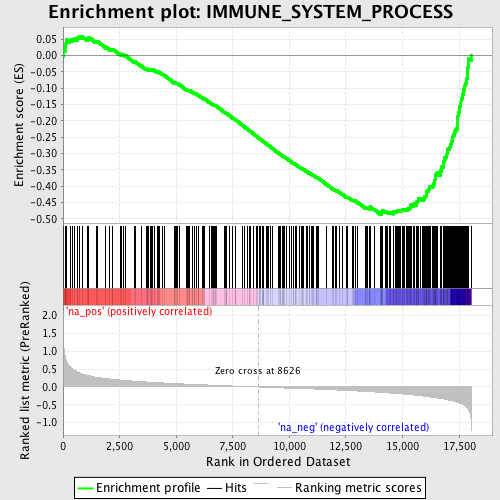 Enrichment plot: IMMUNE_SYSTEM_PROCESS
Enrichment score (ES)
0.05
0.00
-0.05
-0.10
-0.15
-0.20
-0.25
-0.30
-0.35
-0.40
-0.45
-0.50
'na_pos' (positively correlated)
Ranked list metric (PreRanked)
2.0
1.5
1.0
0.5
0.0
-0.5
-1.0
Zero cross at 8626
'na_neg' (negatively correlated)
0
2,500
5,000
7,500
10,000
12,500
15,000
17,500
Rank in Ordered Dataset
Enrichment profile
Hits
Ranking metric scores